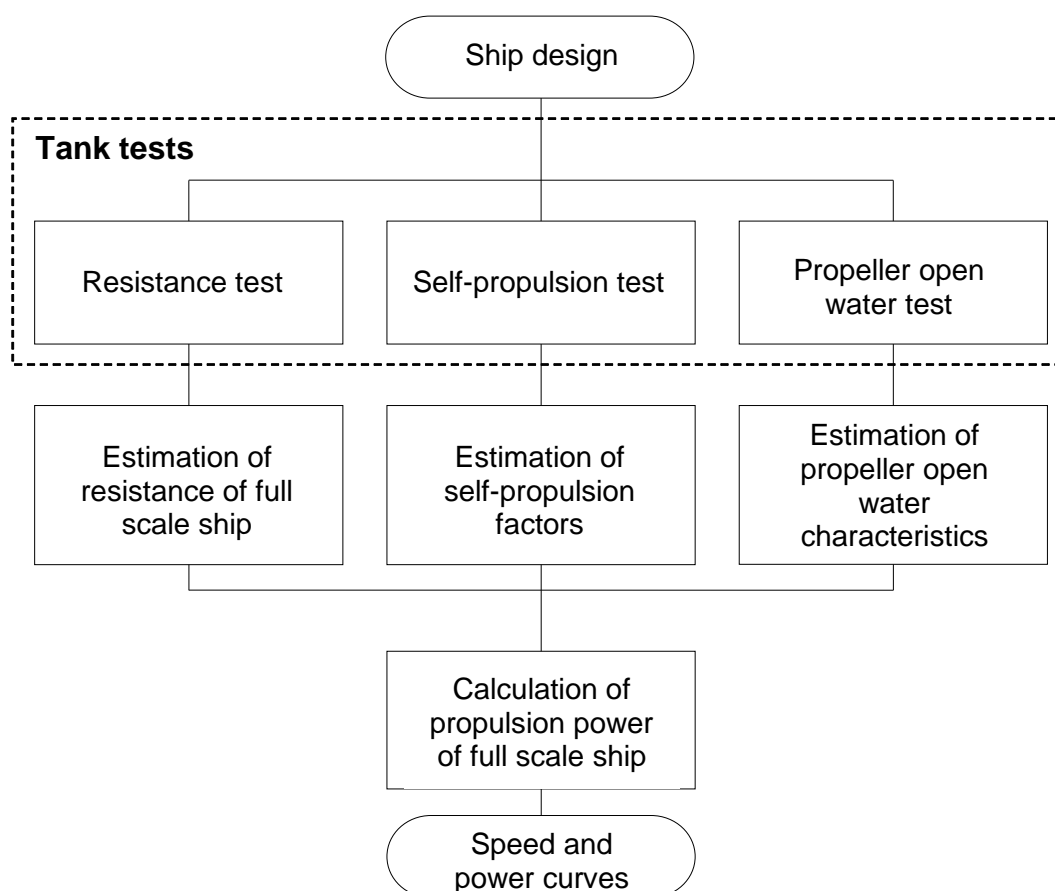 Ship design
Tank tests
Resistance test
Self-propulsion test
Propeller open
water test
Estimation of
resistance of full
scale ship
Estimation of
self-propulsion
factors
Estimation of
propeller open
water
characteristics
Calculation of
propulsion power
of full scale ship
Speed and
power curves